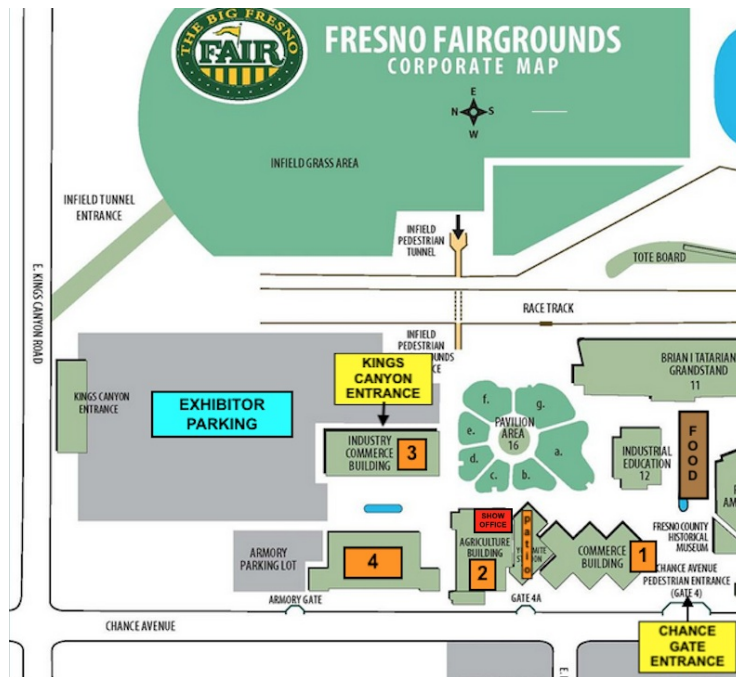 THE BIG FRESNO
FAIR
FRESNO FAIRGROUNDS
CORPORATE MAP
E
N
S
W
INFIELD GRASS AREA
INFIELD TUNNEL
ENTRANCE
INFIELD
PEDESTRIAN
TUNNEL
TOTE BOARD
E. KINGS CANYON ROAD
RACE TRACK
INFIELD
PEDESTRIAN
KINGS
CANYON
ENTRANCE
BRIAN I TATARIAN
GRANDSTAND
11
KINGS CANYON
ENTRANCE
EXHIBITOR
PARKING
f.
g.
PAVILION
AREA
16
e.
a.
d.
c.
b.
INDUSTRY
COMMERCE
BUILDING
3
INDUSTRIAL
EDUCATION
12
FOOD
SHOW
OFFICE
patio
FRESNO COUNTY
HISTORICAL
MUSEUM
ARMORY
PARKING LOT
4
AGRICULTURE
BUILDING
2
COMMERCE
BUILDING
1
CHANCE AVENUE
PEDESTRIAN ENTRANCE
(GATE 4)
ARMORY GATE
GATE 4A
CHANCE AVENUE
CHANCE
GATE
ENTRANCE